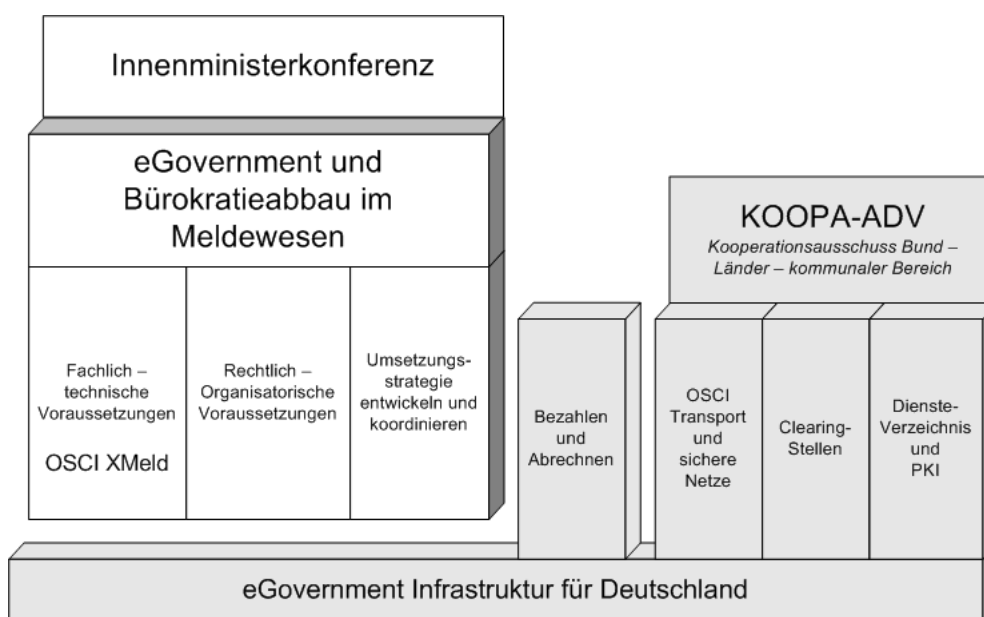 Innenministerkonferenz
eGovernment und
Bürokratieabbau im
Meldewesen
Fachlich –
technische
Voraussetzungen
OSCI XMeld
Rechtlich –
Organisatorische
Voraussetzungen
Umsetzungs-
strategie
entwickeln und
koordinieren
Bezahlen
und
Abrechnen
KOOPA-ADV
Kooperationsausschuss Bund –
Länder – kommunaler Bereich
OSCI
Transport
und
sichere
Netze
Clearing-
Stellen
Dienste-
Verzeichnis
und
PKI
eGovernment Infrastruktur für Deutschland